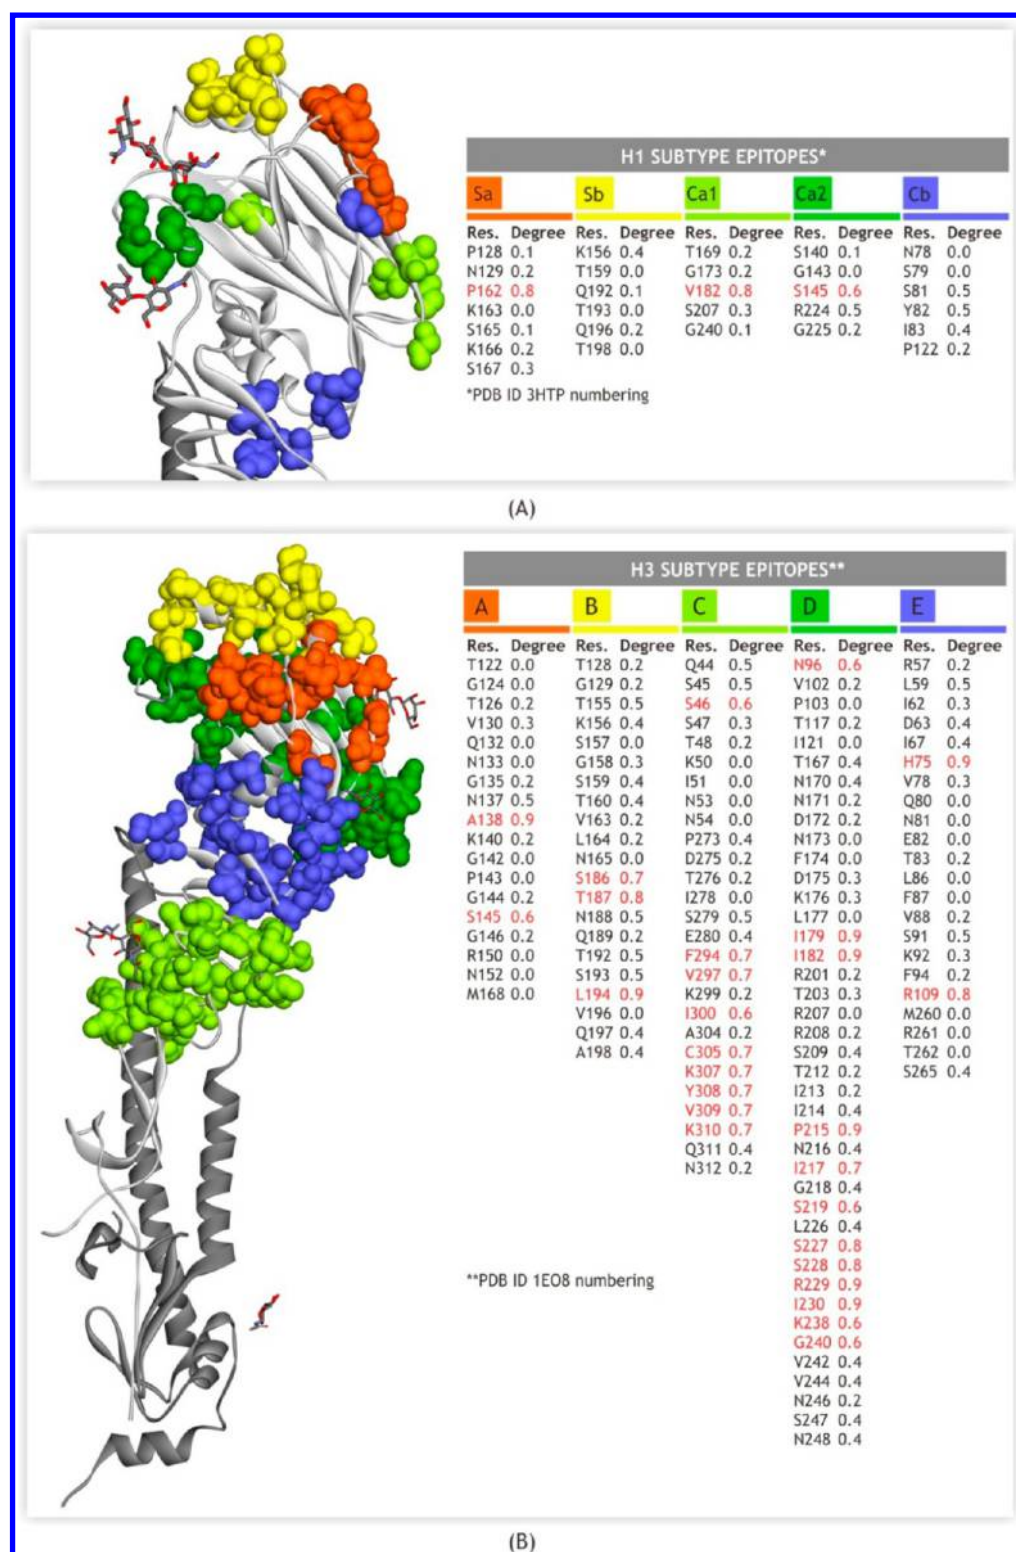 H1 SUBTYPE EPITOPES*
Sa Sb Ca1 Ca2 Cb
Res. Degree Res. Degree Res. Degree Res. Degree Res. Degree
P128 0.1 K156 0.4 T169 0.2 S140 0.1 N78 0.0
N129 0.2 T159 0.0 G173 0.2 G143 0.0 S79 0.0
P162 0.8 Q192 0.1 V182 0.8 S145 0.6 S81 0.5
K163 0.0 T193 0.0 S207 0.3 R224 0.5 Y82 0.5
S165 0.1 Q196 0.2 G240 0.1 G225 0.2 I83 0.4
K166 0.2 T198 0.0 P122 0.2
S167 0.3
*PDB ID 3HTP numbering
(A)
H3 SUBTYPE EPITOPES**
A B C D E
Res. Degree Res. Degree Res. Degree Res. Degree Res. Degree
T122 0.0 T128 0.2 Q44 0.5 N96 0.6 R57 0.2
G124 0.0 G129 0.2 S45 0.5 V102 0.2 L59 0.5
T126 0.2 T155 0.5 S46 0.6 P103 0.0 I62 0.3
V130 0.3 K156 0.4 S47 0.3 T117 0.2 D63 0.4
Q132 0.0 S157 0.0 T48 0.2 I121 0.0 I67 0.4
N133 0.0 G158 0.3 K50 0.0 T167 0.4 H75 0.9
G135 0.2 S159 0.4 I51 0.0 N170 0.4 V78 0.3
N137 0.5 T160 0.4 N53 0.0 N171 0.2 Q80 0.0
A138 0.9 V163 0.2 N54 0.0 D172 0.2 N81 0.0
K140 0.2 L164 0.2 P273 0.4 N173 0.0 E82 0.0
G142 0.0 N165 0.0 D275 0.2 F174 0.0 T83 0.2
P143 0.0 S186 0.7 T276 0.2 D175 0.3 L86 0.0
G144 0.2 T187 0.8 I278 0.0 K176 0.3 F87 0.0
S145 0.6 N188 0.5 S279 0.5 L177 0.0 V88 0.2
G146 0.2 Q189 0.2 E280 0.4 I179 0.9 S91 0.5
R150 0.0 T192 0.5 F294 0.7 I182 0.9 K92 0.3
N152 0.0 S193 0.5 V297 0.7 R201 0.2 F94 0.2
M168 0.0 L194 0.9 K299 0.2 T203 0.3 R109 0.8
V196 0.0 I300 0.6 R207 0.0 M260 0.0
Q197 0.4 A304 0.2 R208 0.2 R261 0.0
A198 0.4 C305 0.7 S209 0.4 T262 0.0
K307 0.7 T212 0.2 S265 0.4
Y308 0.7 I213 0.2
V309 0.7 I214 0.4
K310 0.7 P215 0.9
Q311 0.4 N216 0.4
N312 0.2 I217 0.7
G218 0.4
S219 0.6
L226 0.4
S227 0.8
S228 0.8
**PDB ID 1EO8 numbering
R229 0.9
I230 0.9
K238 0.6
G240 0.6
V242 0.4
V244 0.4
N246 0.2
S247 0.4
N248 0.4
(B)